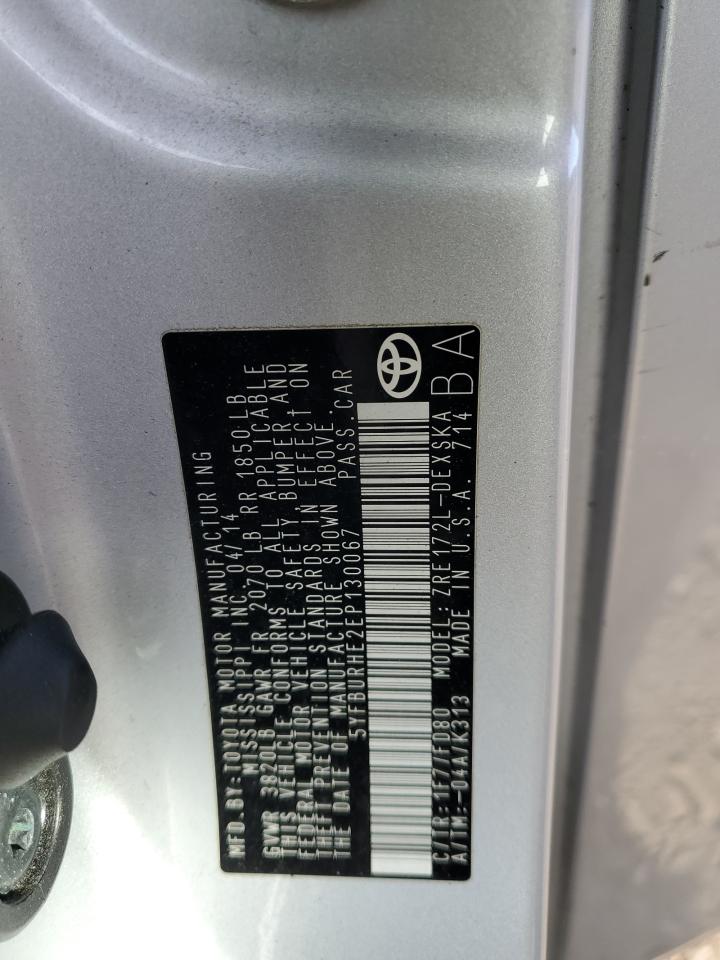 MFD. BY: TOYOTA MOTOR MANUFACTURING
MISSISSIPPI INC. 04/14
GVWR 3820LB GAWR FR 2070 LB RR 1850 LB
THIS VEHICLE CONFORMS TO ALL APPLICABLE
FEDERAL MOTOR VEHICLE SAFETY, BUMPER AND
THEFT PREVENTION STANDARDS IN EFFECT ON
THE DATE OF MANUFACTURE SHOWN ABOVE.
5YFBURHE2EP130067 PASS. CAR
C/TR: 1F7/FD80 MODEL: ZRE172L-DEXSKA
A/TM: -04A/K313 MADE IN U.S.A. 714
BA